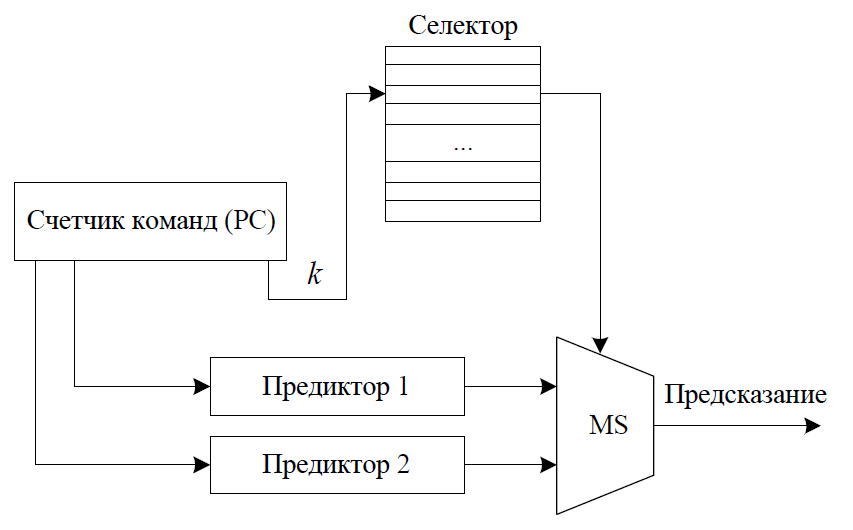 Селектор
...
Счетчик команд (PC)
k
Предиктор 1
Предсказание
MS
Предиктор 2